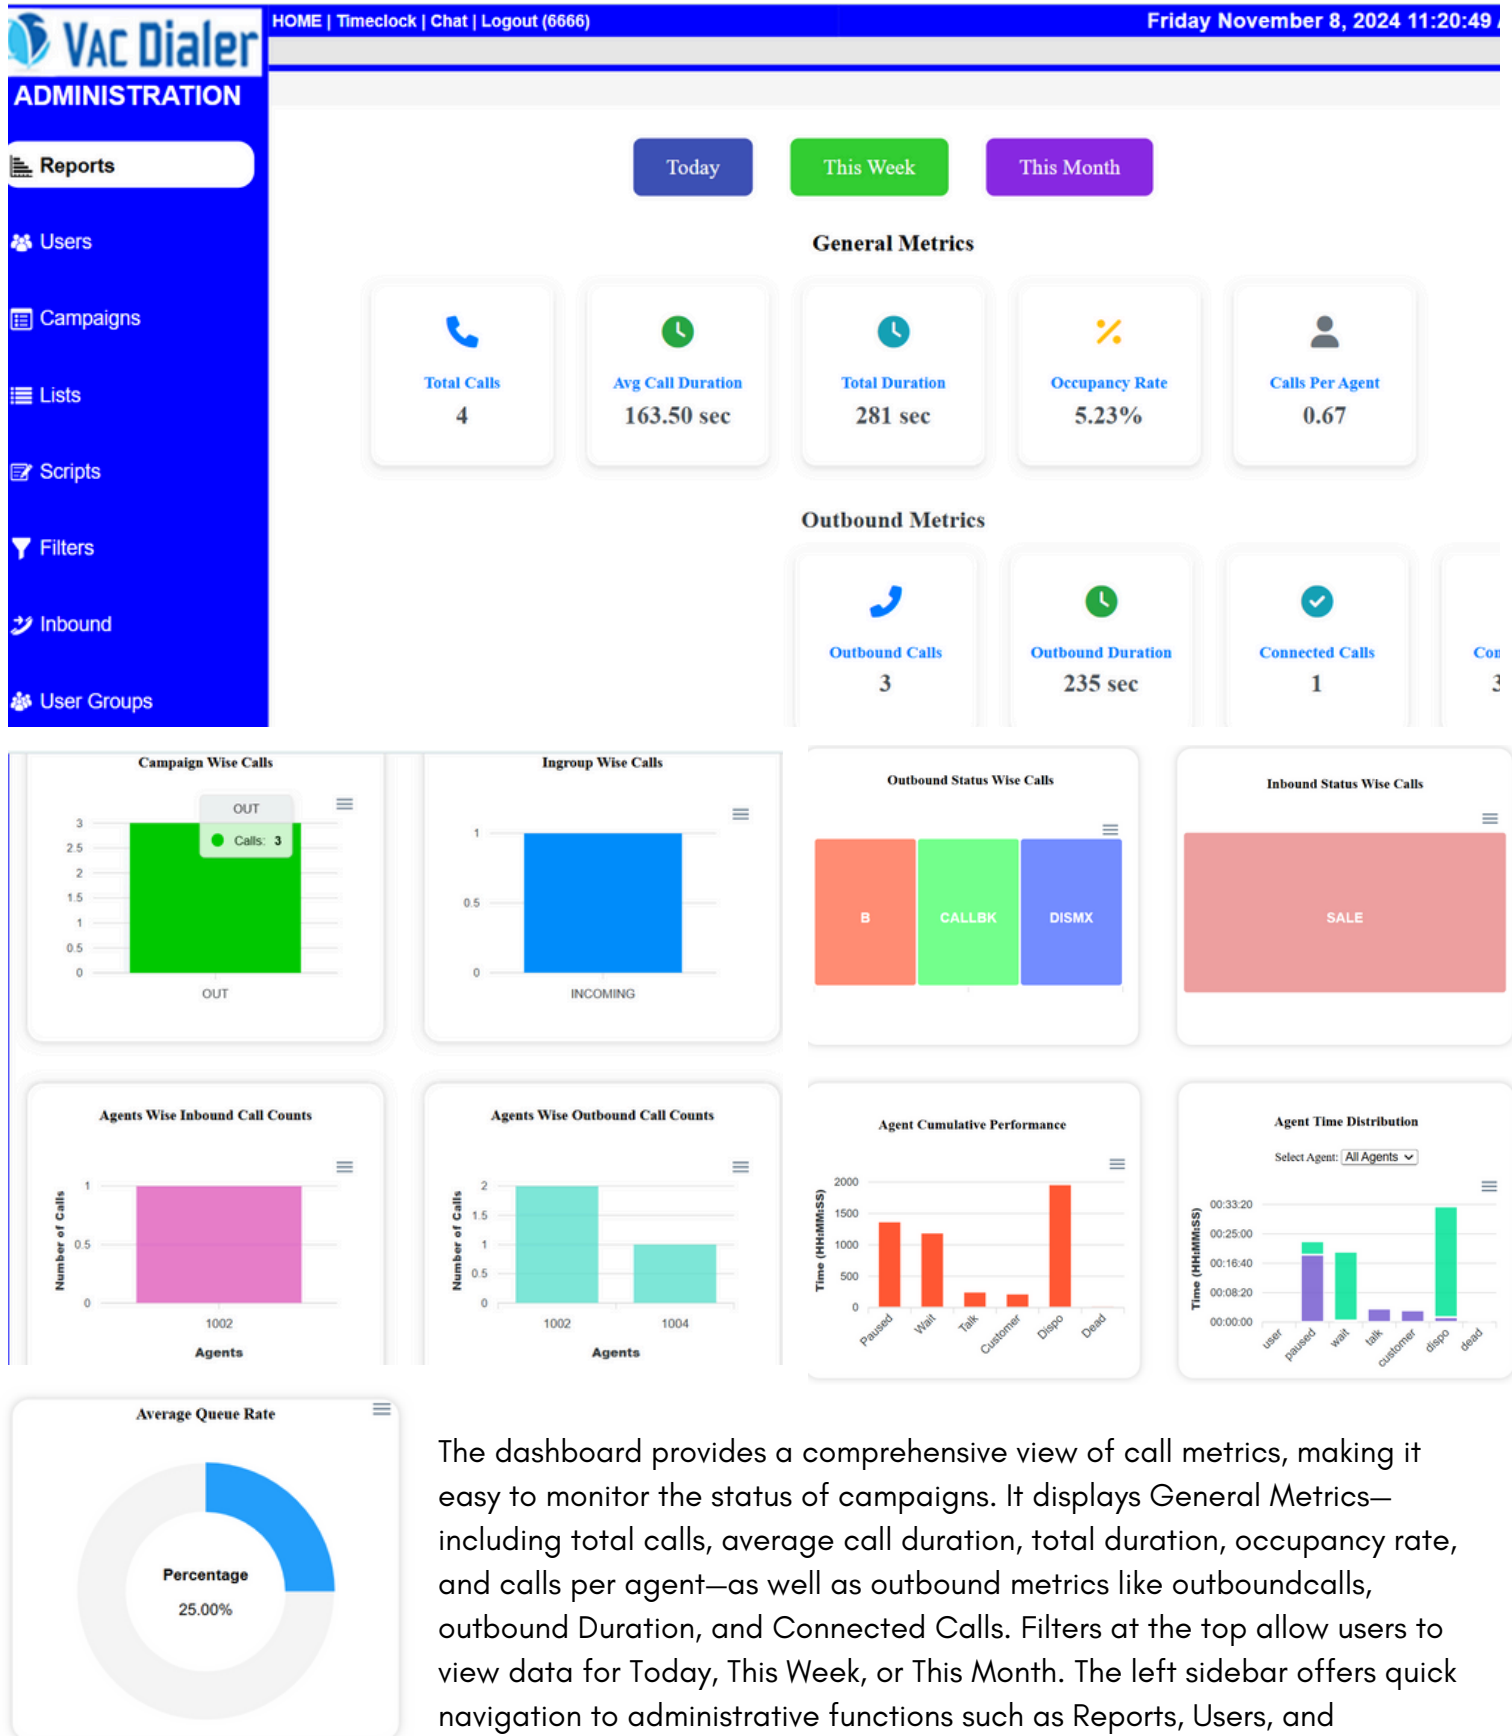 VAC Dialer
HOME | Timeclock | Chat | Logout (6666)
Friday November 8, 2024 11:20:49
ADMINISTRATION
Reports
Users
Campaigns
Lists
Scripts
Filters
Inbound
User Groups
Today
This Week
This Month
General Metrics
Total Calls
4
Avg Call Duration
163.50 sec
Total Duration
281 sec
Occupancy Rate
5.23%
Calls Per Agent
0.67
Outbound Metrics
Outbound Calls
3
Outbound Duration
235 sec
Connected Calls
1
Campaign Wise Calls
OUT
Calls: 3
3
2.5
2
1.5
1
0.5
0
OUT
Ingroup Wise Calls
1
0.5
0
INCOMING
Outbound Status Wise Calls
B
CALLBK
DISMX
Inbound Status Wise Calls
SALE
Agents Wise Inbound Call Counts
Number of Calls
1
0.5
0
1002
Agents
Agents Wise Outbound Call Counts
Number of Calls
2
1.5
1
0.5
0
1002
1004
Agents
Agent Cumulative Performance
Time (HH:MM:SS)
2000
1500
1000
500
0
Paused
Wait
Talk
Customer
Dispo
Dead
Agent Time Distribution
Select Agent: All Agents
Time (HH:MM:SS)
00:33:20
00:25:00
00:16:40
00:08:20
00:00:00
user
paused
wait
talk
customer
dispo
dead
Average Queue Rate
Percentage
25.00%
The dashboard provides a comprehensive view of call metrics, making it
easy to monitor the status of campaigns. It displays General Metrics—
including total calls, average call duration, total duration, occupancy rate,
and calls per agent—as well as outbound metrics like outboundcalls,
outbound Duration, and Connected Calls. Filters at the top allow users to
view data for Today, This Week, or This Month. The left sidebar offers quick
navigation to administrative functions such as Reports, Users, and